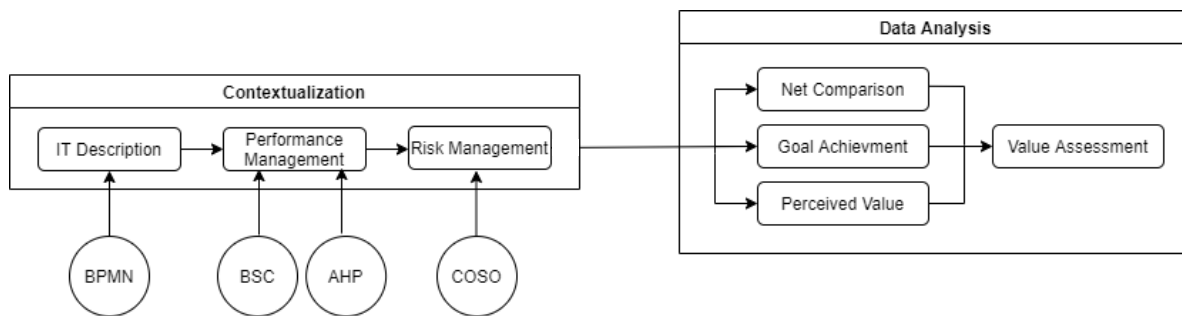 Data Analysis
Contextualization
Net Comparison
IT Description
Performance
Management
Risk Management
Goal Achievment
Value Assessment
Perceived Value
BPMN
BSC
AHP
COSO